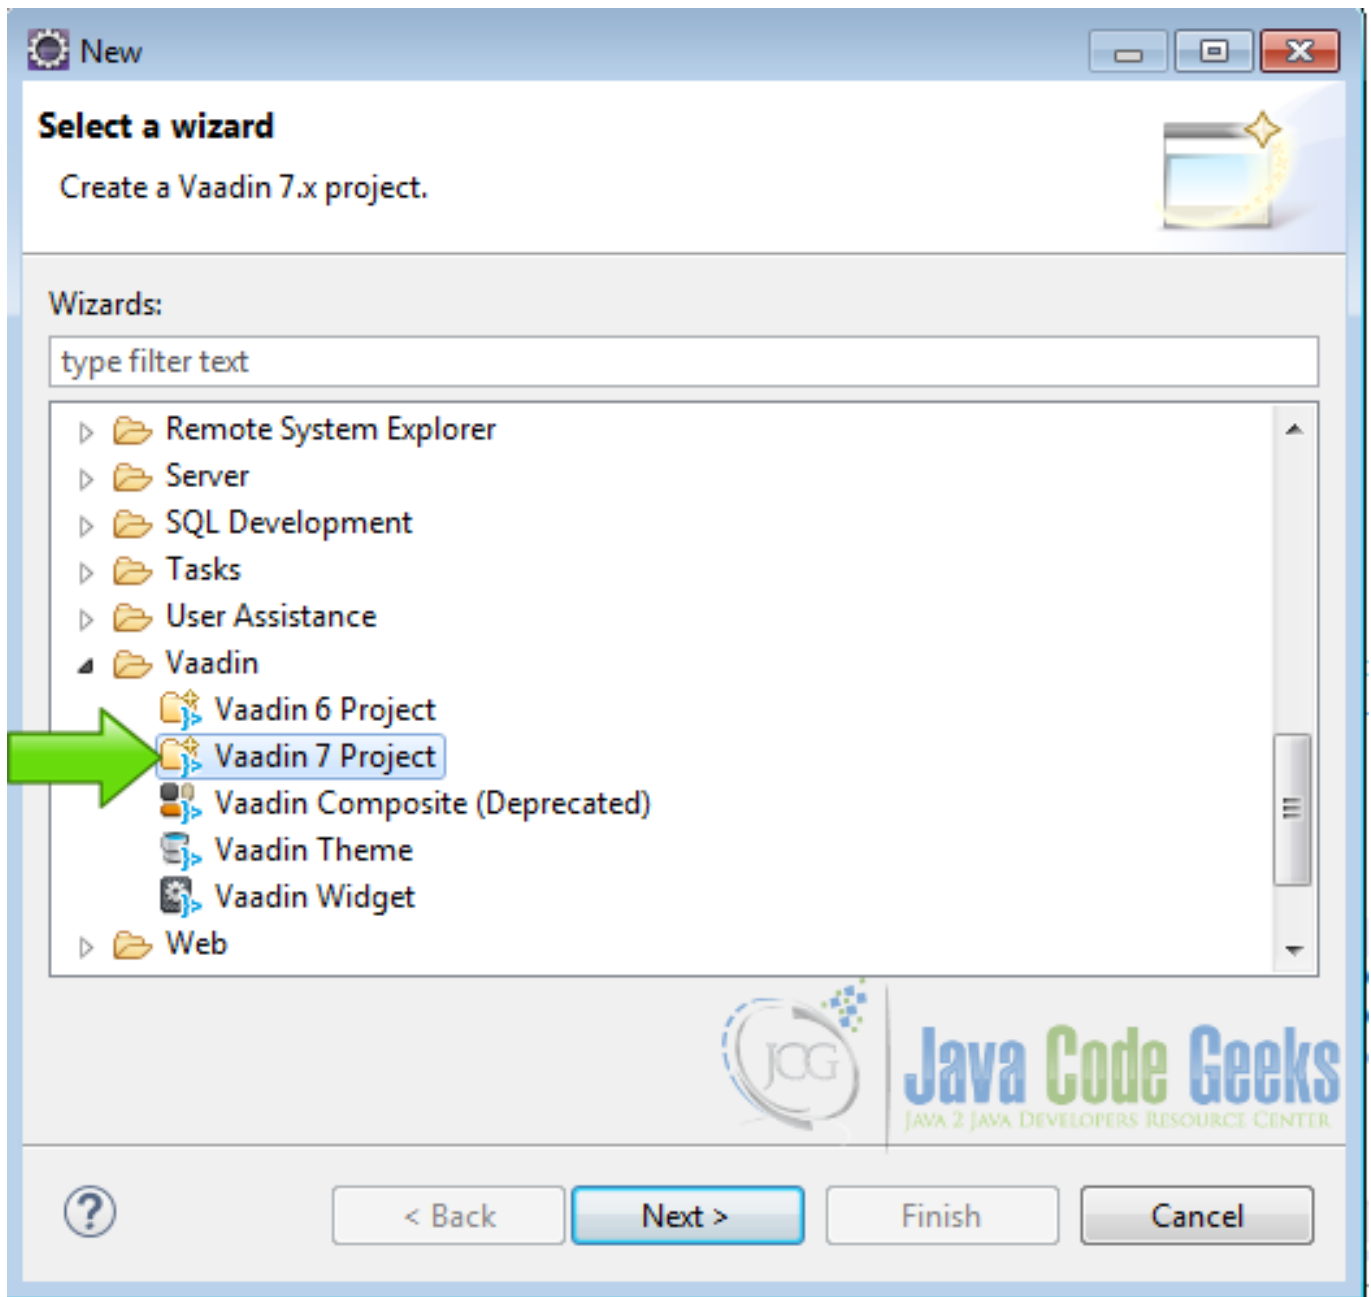 New
Select a wizard
Create a Vaadin 7.x project.
Wizards:
type filter text
Remote System Explorer
Server
SQL Development
Tasks
User Assistance
Vaadin
Vaadin 6 Project
Vaadin 7 Project
Vaadin Composite (Deprecated)
Vaadin Theme
Vaadin Widget
Web
JCG
Java Code Geeks
JAVA 2 JAVA DEVELOPERS RESOURCE CENTER
?
< Back
Next >
Finish
Cancel